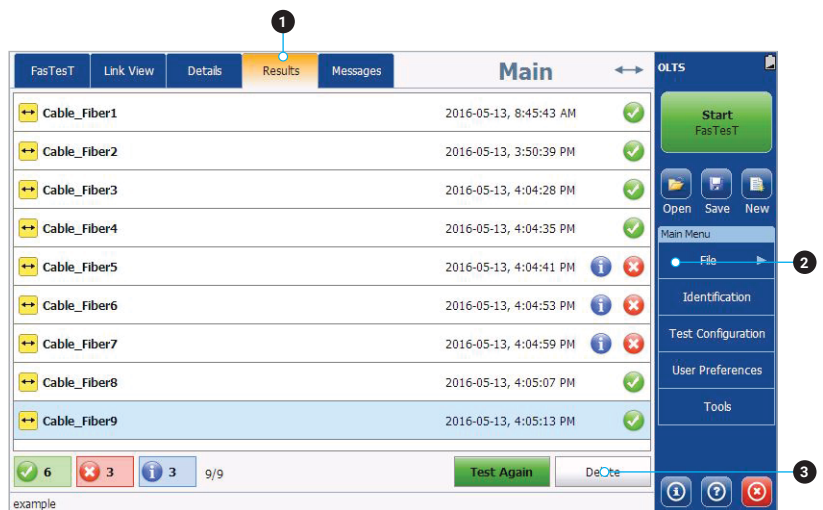 1
FasTesT Link View Details Results Messages Main OLTS
Cable_Fiber1 2016-05-13, 8:45:43 AM
Cable_Fiber2 2016-05-13, 3:50:39 PM
Cable_Fiber3 2016-05-13, 4:04:28 PM
Cable_Fiber4 2016-05-13, 4:04:35 PM
Cable_Fiber5 2016-05-13, 4:04:41 PM
Cable_Fiber6 2016-05-13, 4:04:53 PM
Cable_Fiber7 2016-05-13, 4:04:59 PM
Cable_Fiber8 2016-05-13, 4:05:07 PM
Cable_Fiber9 2016-05-13, 4:05:13 PM
6 3 3 9/9 Test Again Delete
example
Start
FasTesT
Open Save New
Main Menu
File 2
Identification
Test Configuration
User Preferences
Tools
3